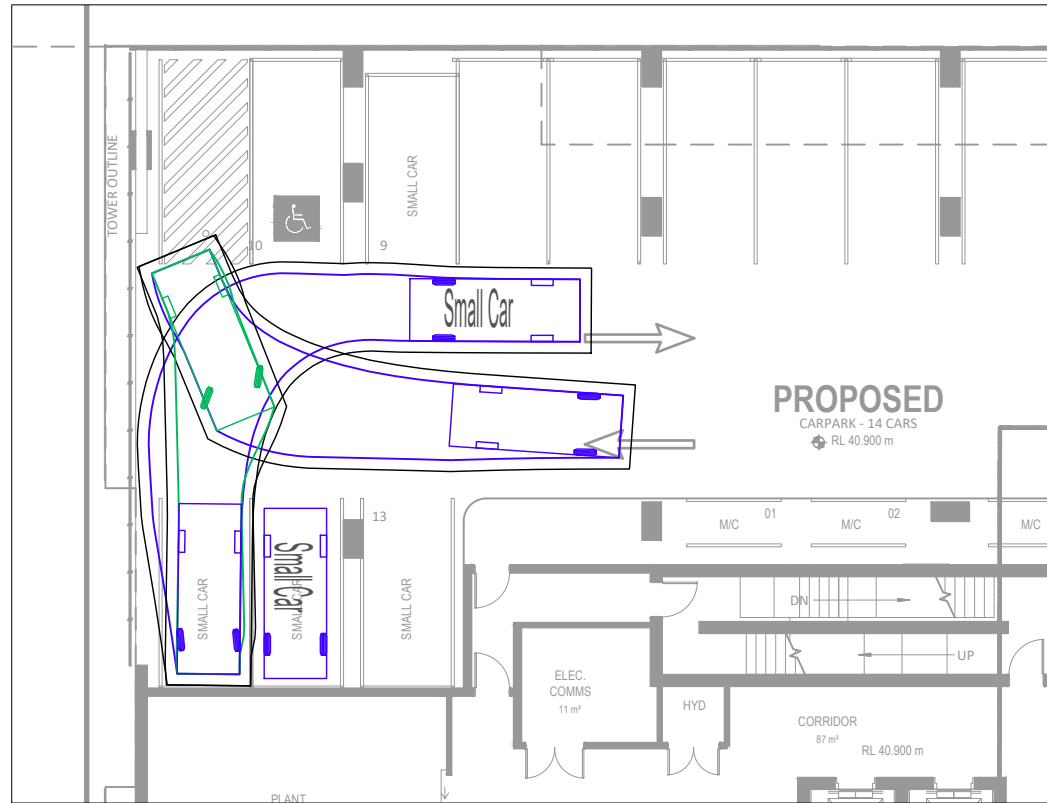 TOWER OUTLINE
SMALL CAR
10
9
Small Car
PROPOSED
CARPARK - 14 CARS
RL 40.900 m
13
01
02
M/C
M/C
M/C
SMALL CAR
Small Car
SMALL CAR
SMALL CAR
DN
UP
ELEC.
COMMS
11 m²
HYD
CORRIDOR
87 m²
RL 40.900 m
PLANT